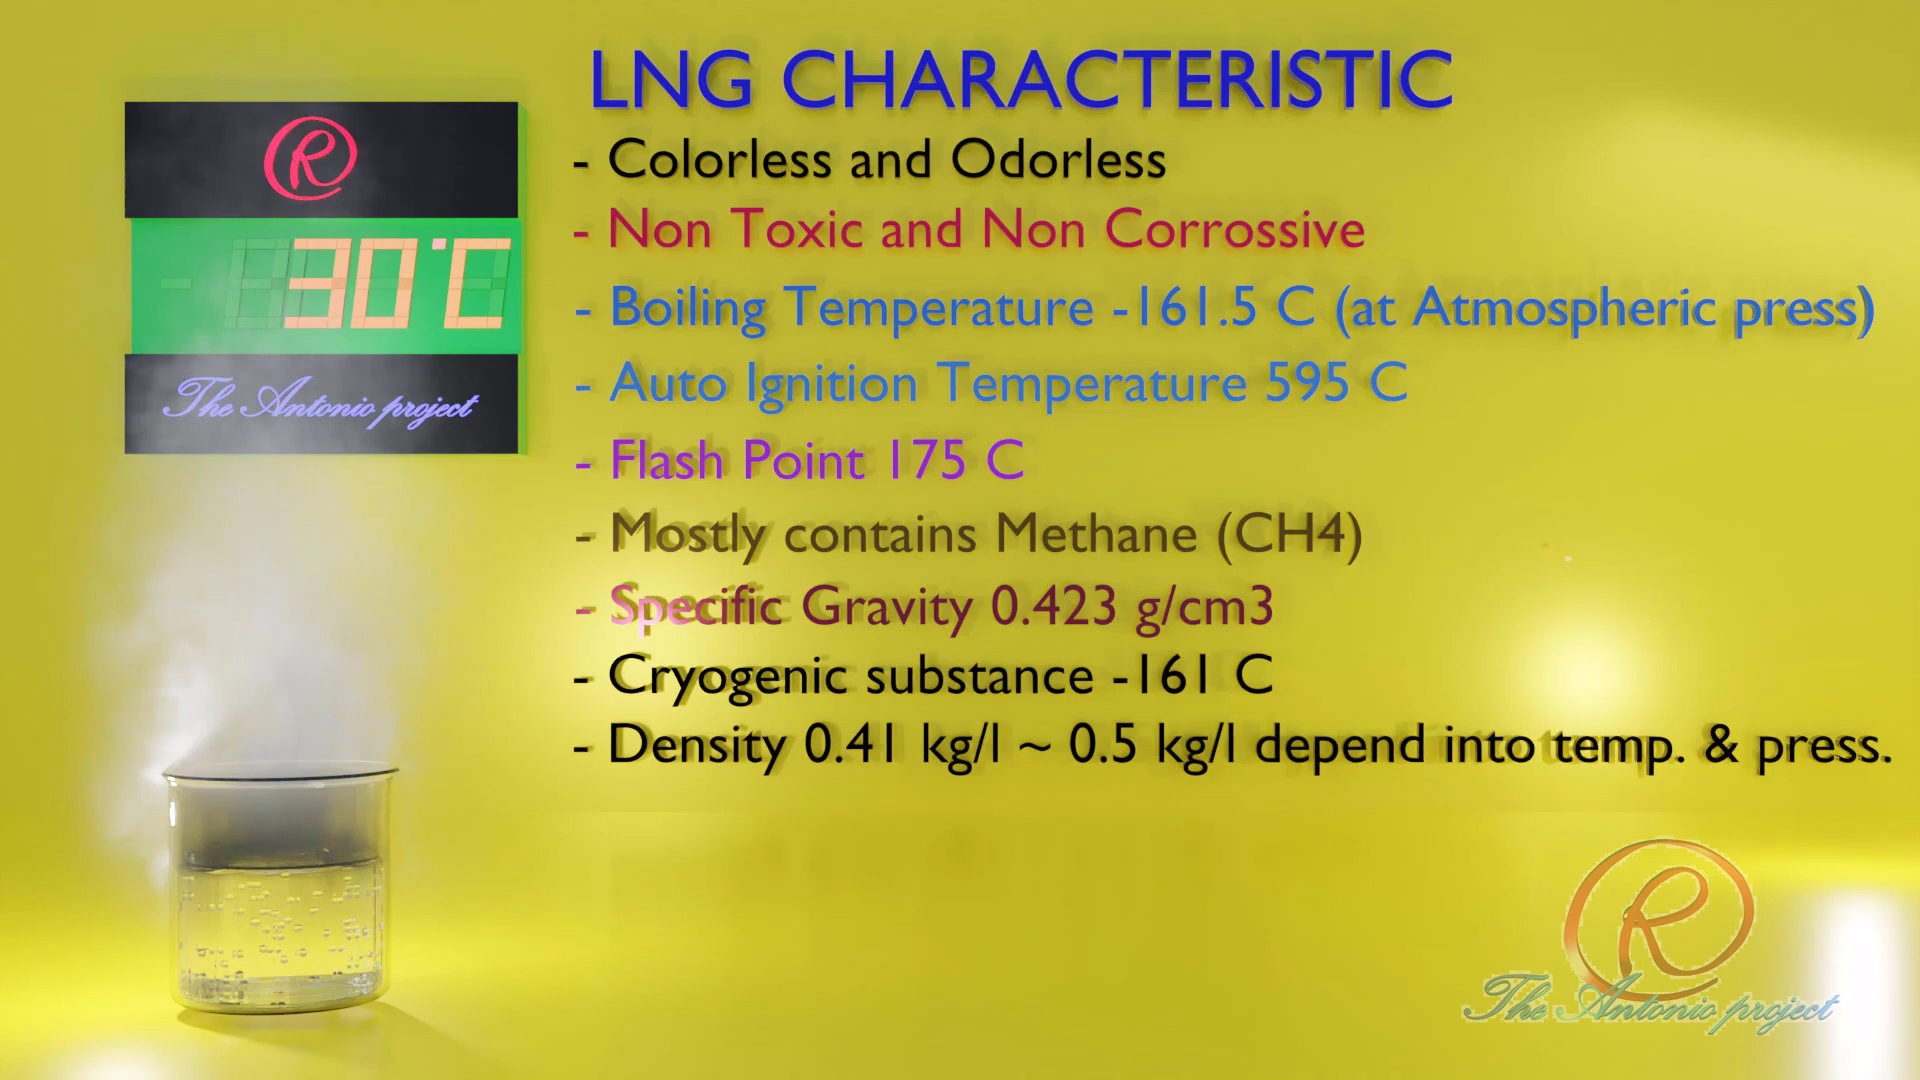 LNG CHARACTERISTIC
R
30°C
The Antonio project
- Colorless and Odorless
- Non Toxic and Non Corrossive
- Boiling Temperature -161.5 C (at Atmospheric press)
- Auto Ignition Temperature 595 C
- Flash Point 175 C
- Mostly contains Methane (CH4)
- Specific Gravity 0.423 g/cm3
- Cryogenic substance -161 C
- Density 0.41 kg/l ~ 0.5 kg/l depend into temp. & press.
R
The Antonio project